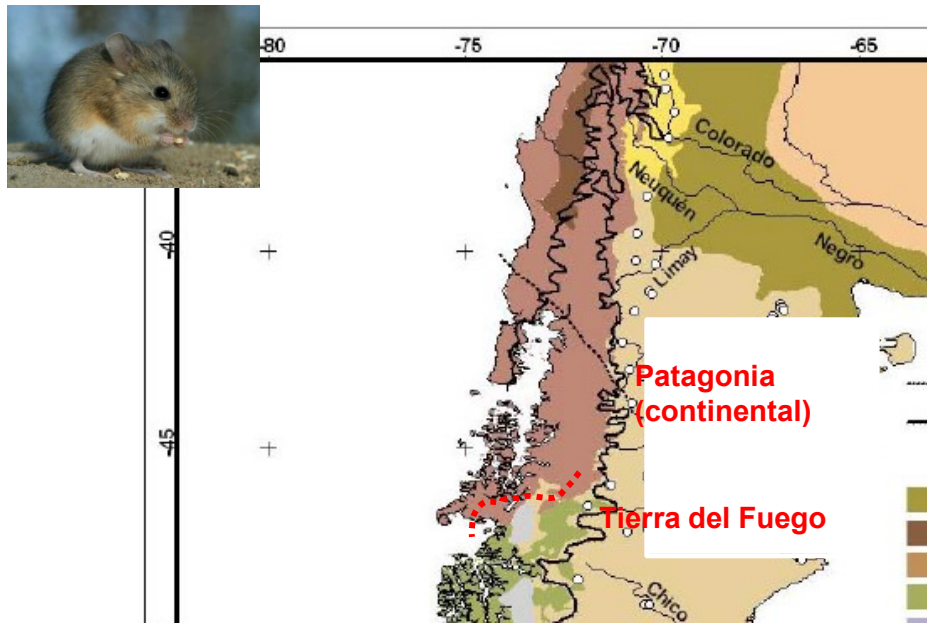 -80
-75
-70
-65
Colorado
Neuquén
-40
Negro
Limay
Patagonia
(continental)
-45
Tierra del Fuego
Chico